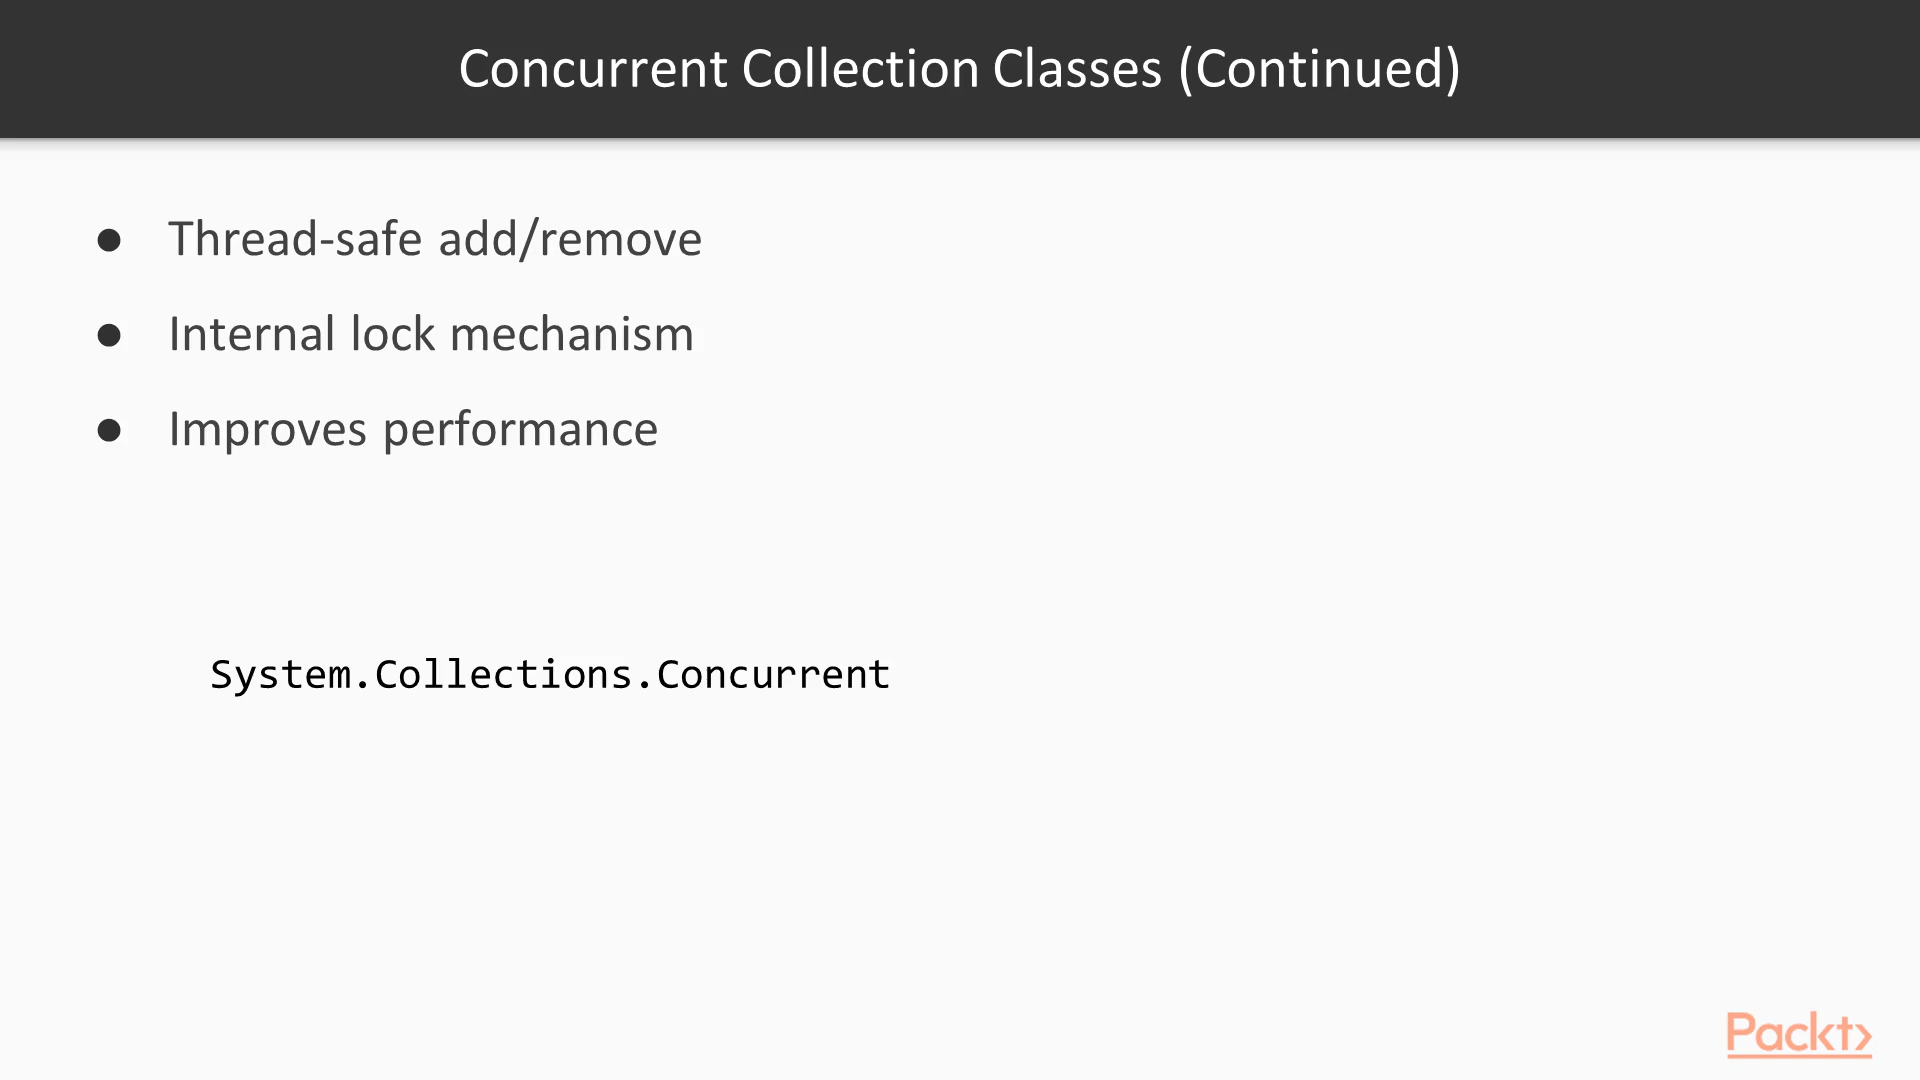 Concurrent Collection Classes (Continued)
● Thread-safe add/remove
● Internal lock mechanism
● Improves performance
System.Collections.Concurrent
Packt>